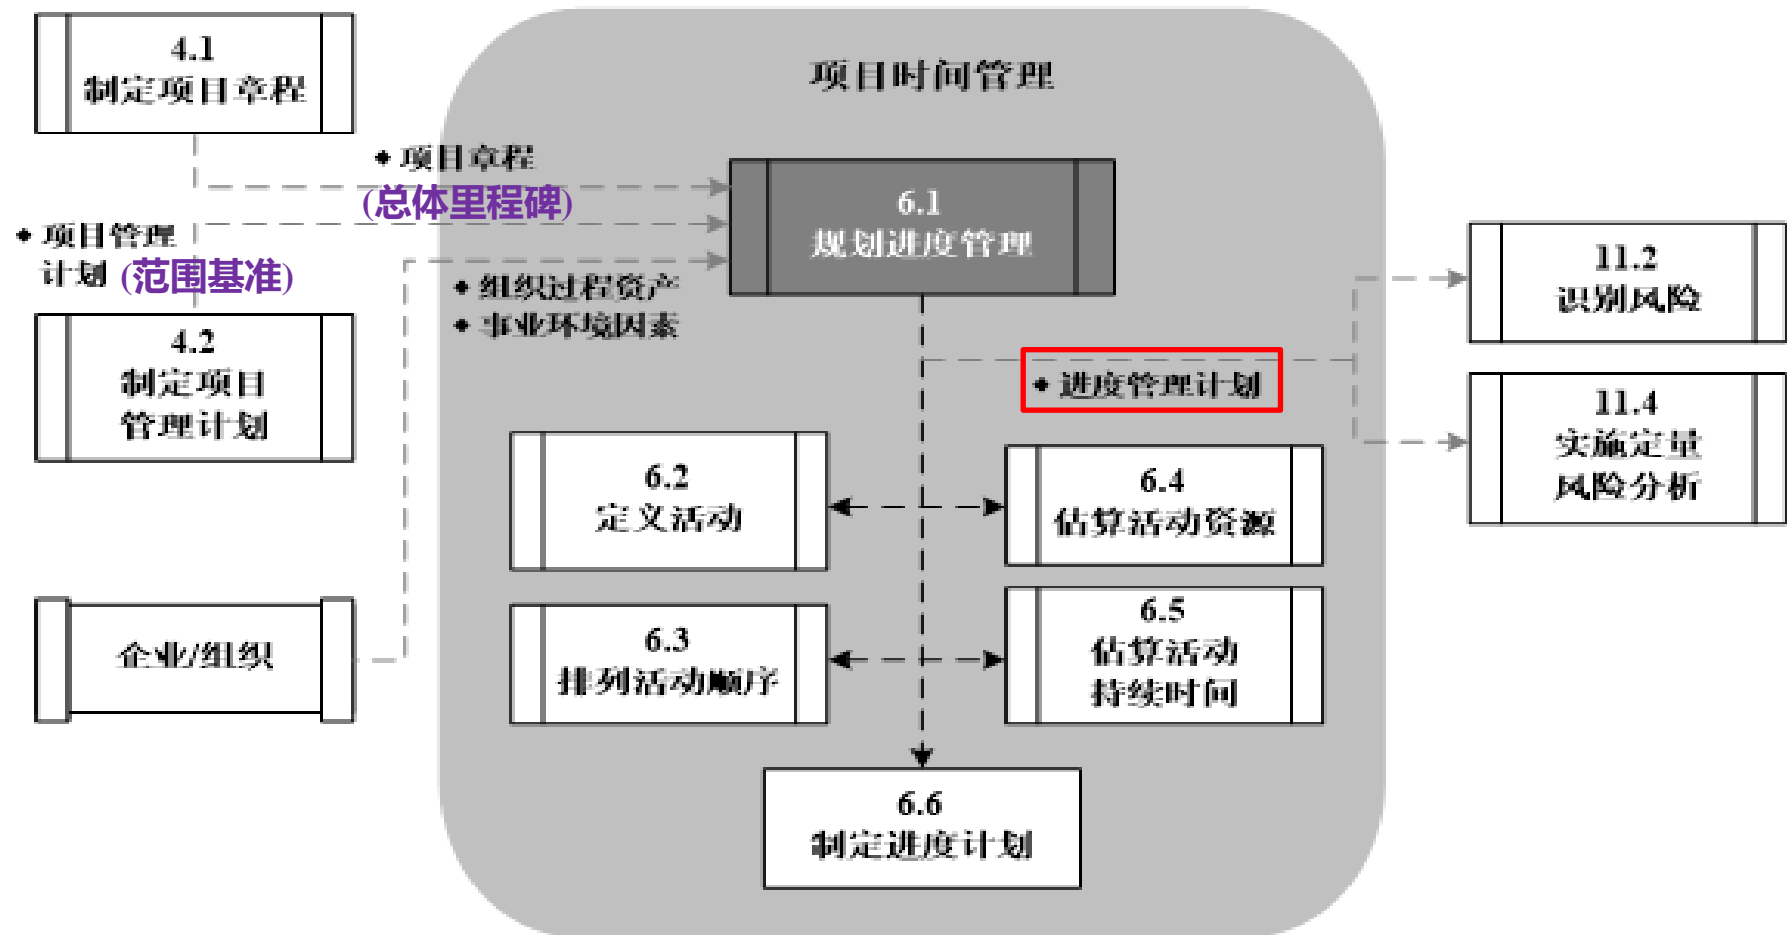 4.1
制定项目章程
项目时间管理
◆ 项目章程
(总体里程碑)
6.1
规划进度管理
◆ 项目管理
计划 (范围基准)
◆ 组织过程资产
◆ 事业环境因素
4.2
制定项目
管理计划
11.2
识别风险
◆ 进度管理计划
11.4
实施定量
风险分析
6.2
定义活动
6.4
估算活动资源
企业/组织
6.3
排列活动顺序
6.5
估算活动
持续时间
6.6
制定进度计划